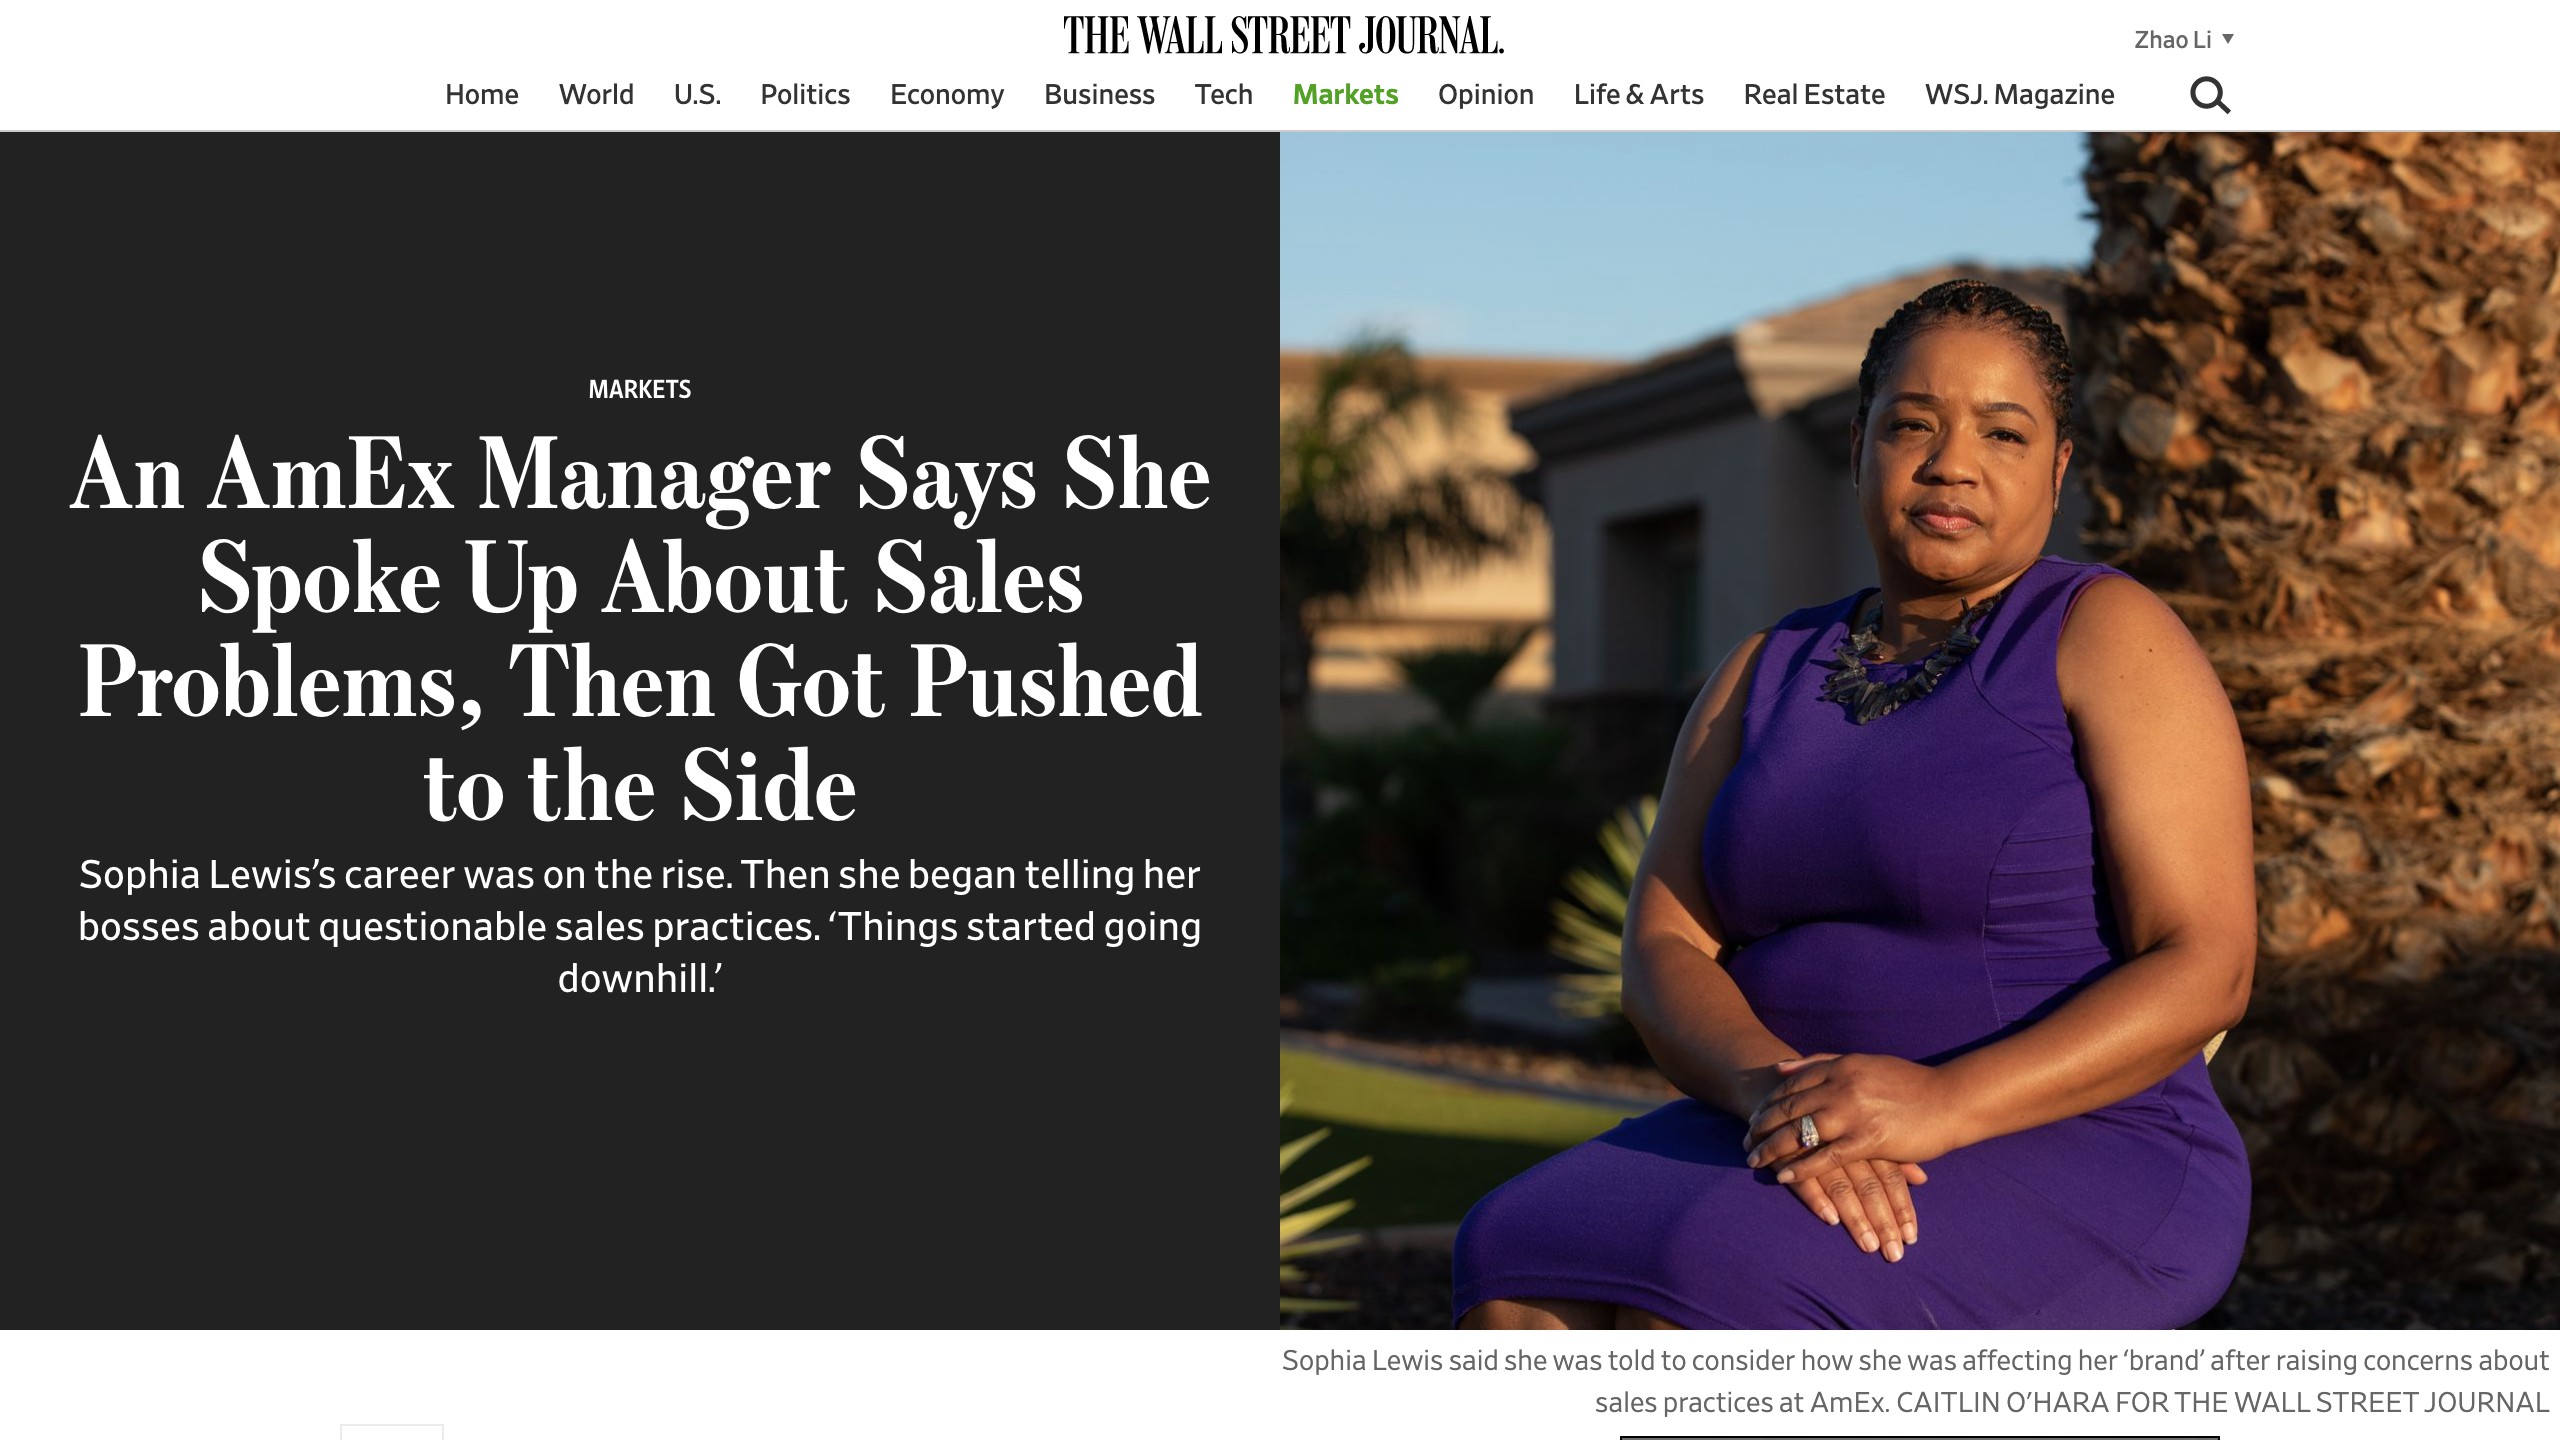 THE WALL STREET JOURNAL.
Zhao Li ▼
Home World U.S. Politics Economy Business Tech Markets Opinion Life & Arts Real Estate WSJ. Magazine
MARKETS
An AmEx Manager Says She
Spoke Up About Sales
Problems, Then Got Pushed
to the Side
Sophia Lewis’s career was on the rise. Then she began telling her
bosses about questionable sales practices. ‘Things started going
downhill.’
Sophia Lewis said she was told to consider how she was affecting her ‘brand’ after raising concerns about
sales practices at AmEx. CAITLIN O’HARA FOR THE WALL STREET JOURNAL